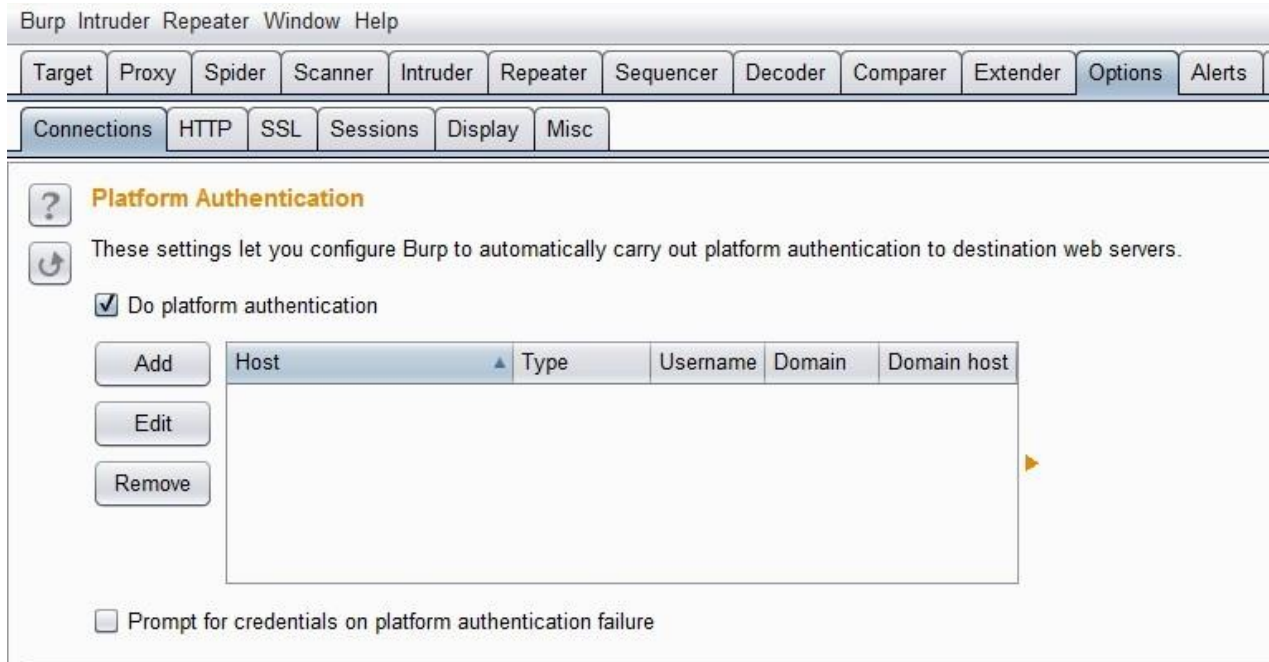 Burp Intruder Repeater Window Help
Target Proxy Spider Scanner Intruder Repeater Sequencer Decoder Comparer Extender Options Alerts
Connections HTTP SSL Sessions Display Misc
? Platform Authentication
These settings let you configure Burp to automatically carry out platform authentication to destination web servers.
Do platform authentication
Add Host Type Username Domain Domain host
Edit
Remove
Prompt for credentials on platform authentication failure